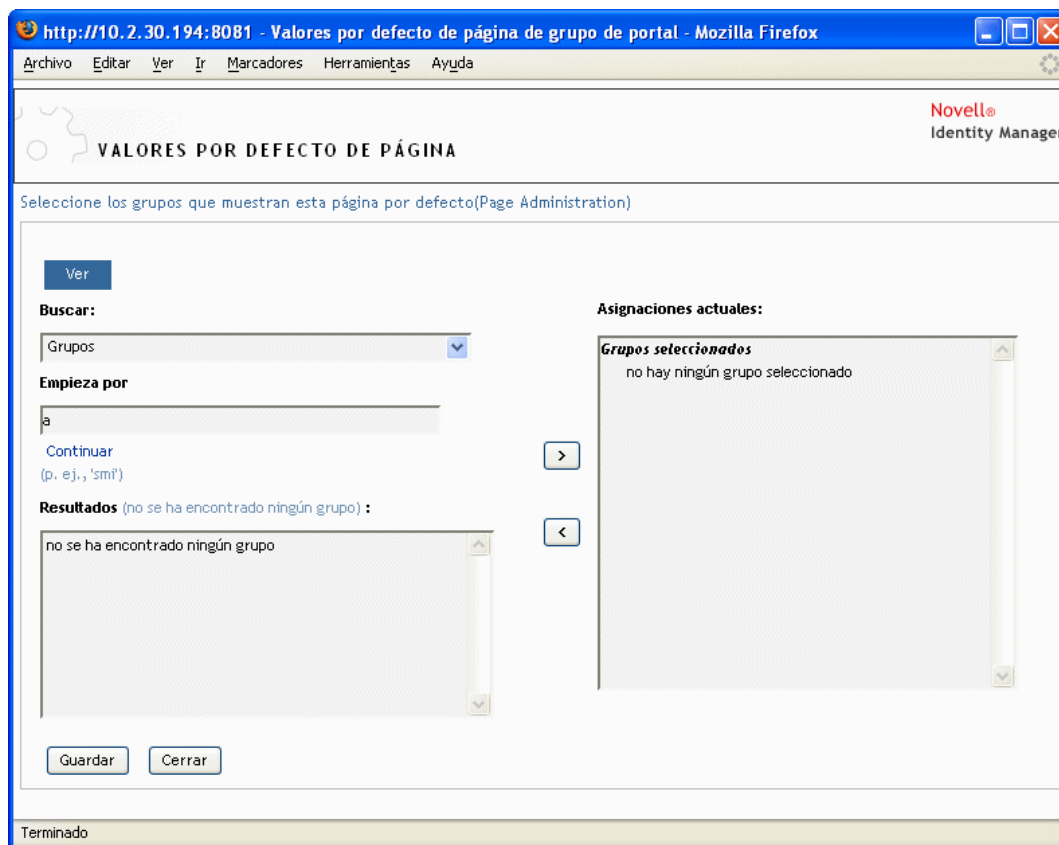 http://10.2.30.194:8081 - Valores por defecto de página de grupo de portal - Mozilla Firefox
Archivo Editar Ver Ir Marcadores Herramientas Ayuda
Novell®
Identity Manager
VALORES POR DEFECTO DE PÁGINA
Seleccione los grupos que muestran esta página por defecto(Page Administration)
Ver
Buscar:
Grupos
Empieza por
a
Continuar
(p. ej., 'smi')
Resultados (no se ha encontrado ningún grupo) :
no se ha encontrado ningún grupo
>
<
Asignaciones actuales:
Grupos seleccionados
no hay ningún grupo seleccionado
Guardar Cerrar
Terminado